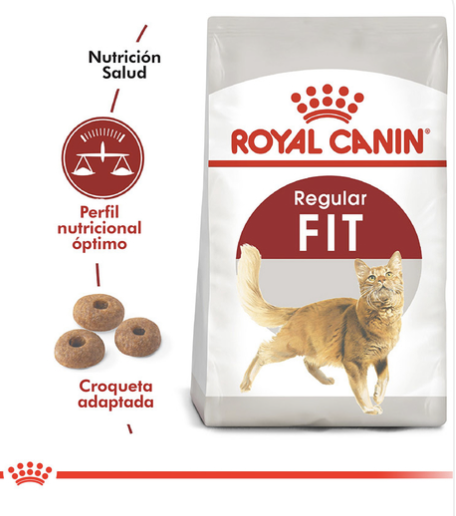 Nutrición
Salud
Perfil
nutricional
óptimo
Croqueta
adaptada
ROYAL CANIN®
Regular
FIT